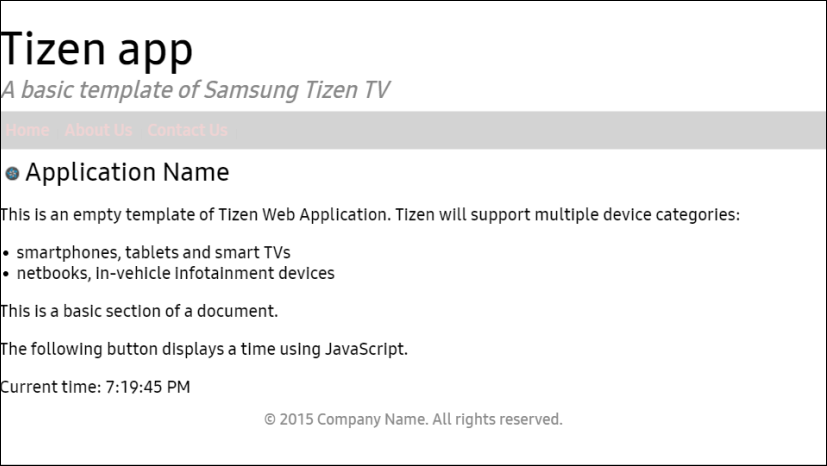 Tizen app
A basic template of Samsung Tizen TV
Home About Us Contact Us
Application Name
This is an empty template of Tizen Web Application. Tizen will support multiple device categories:
• smartphones, tablets and smart TVs
• netbooks, in-vehicle infotainment devices
This is a basic section of a document.
The following button displays a time using JavaScript.
Current time: 7:19:45 PM
© 2015 Company Name. All rights reserved.